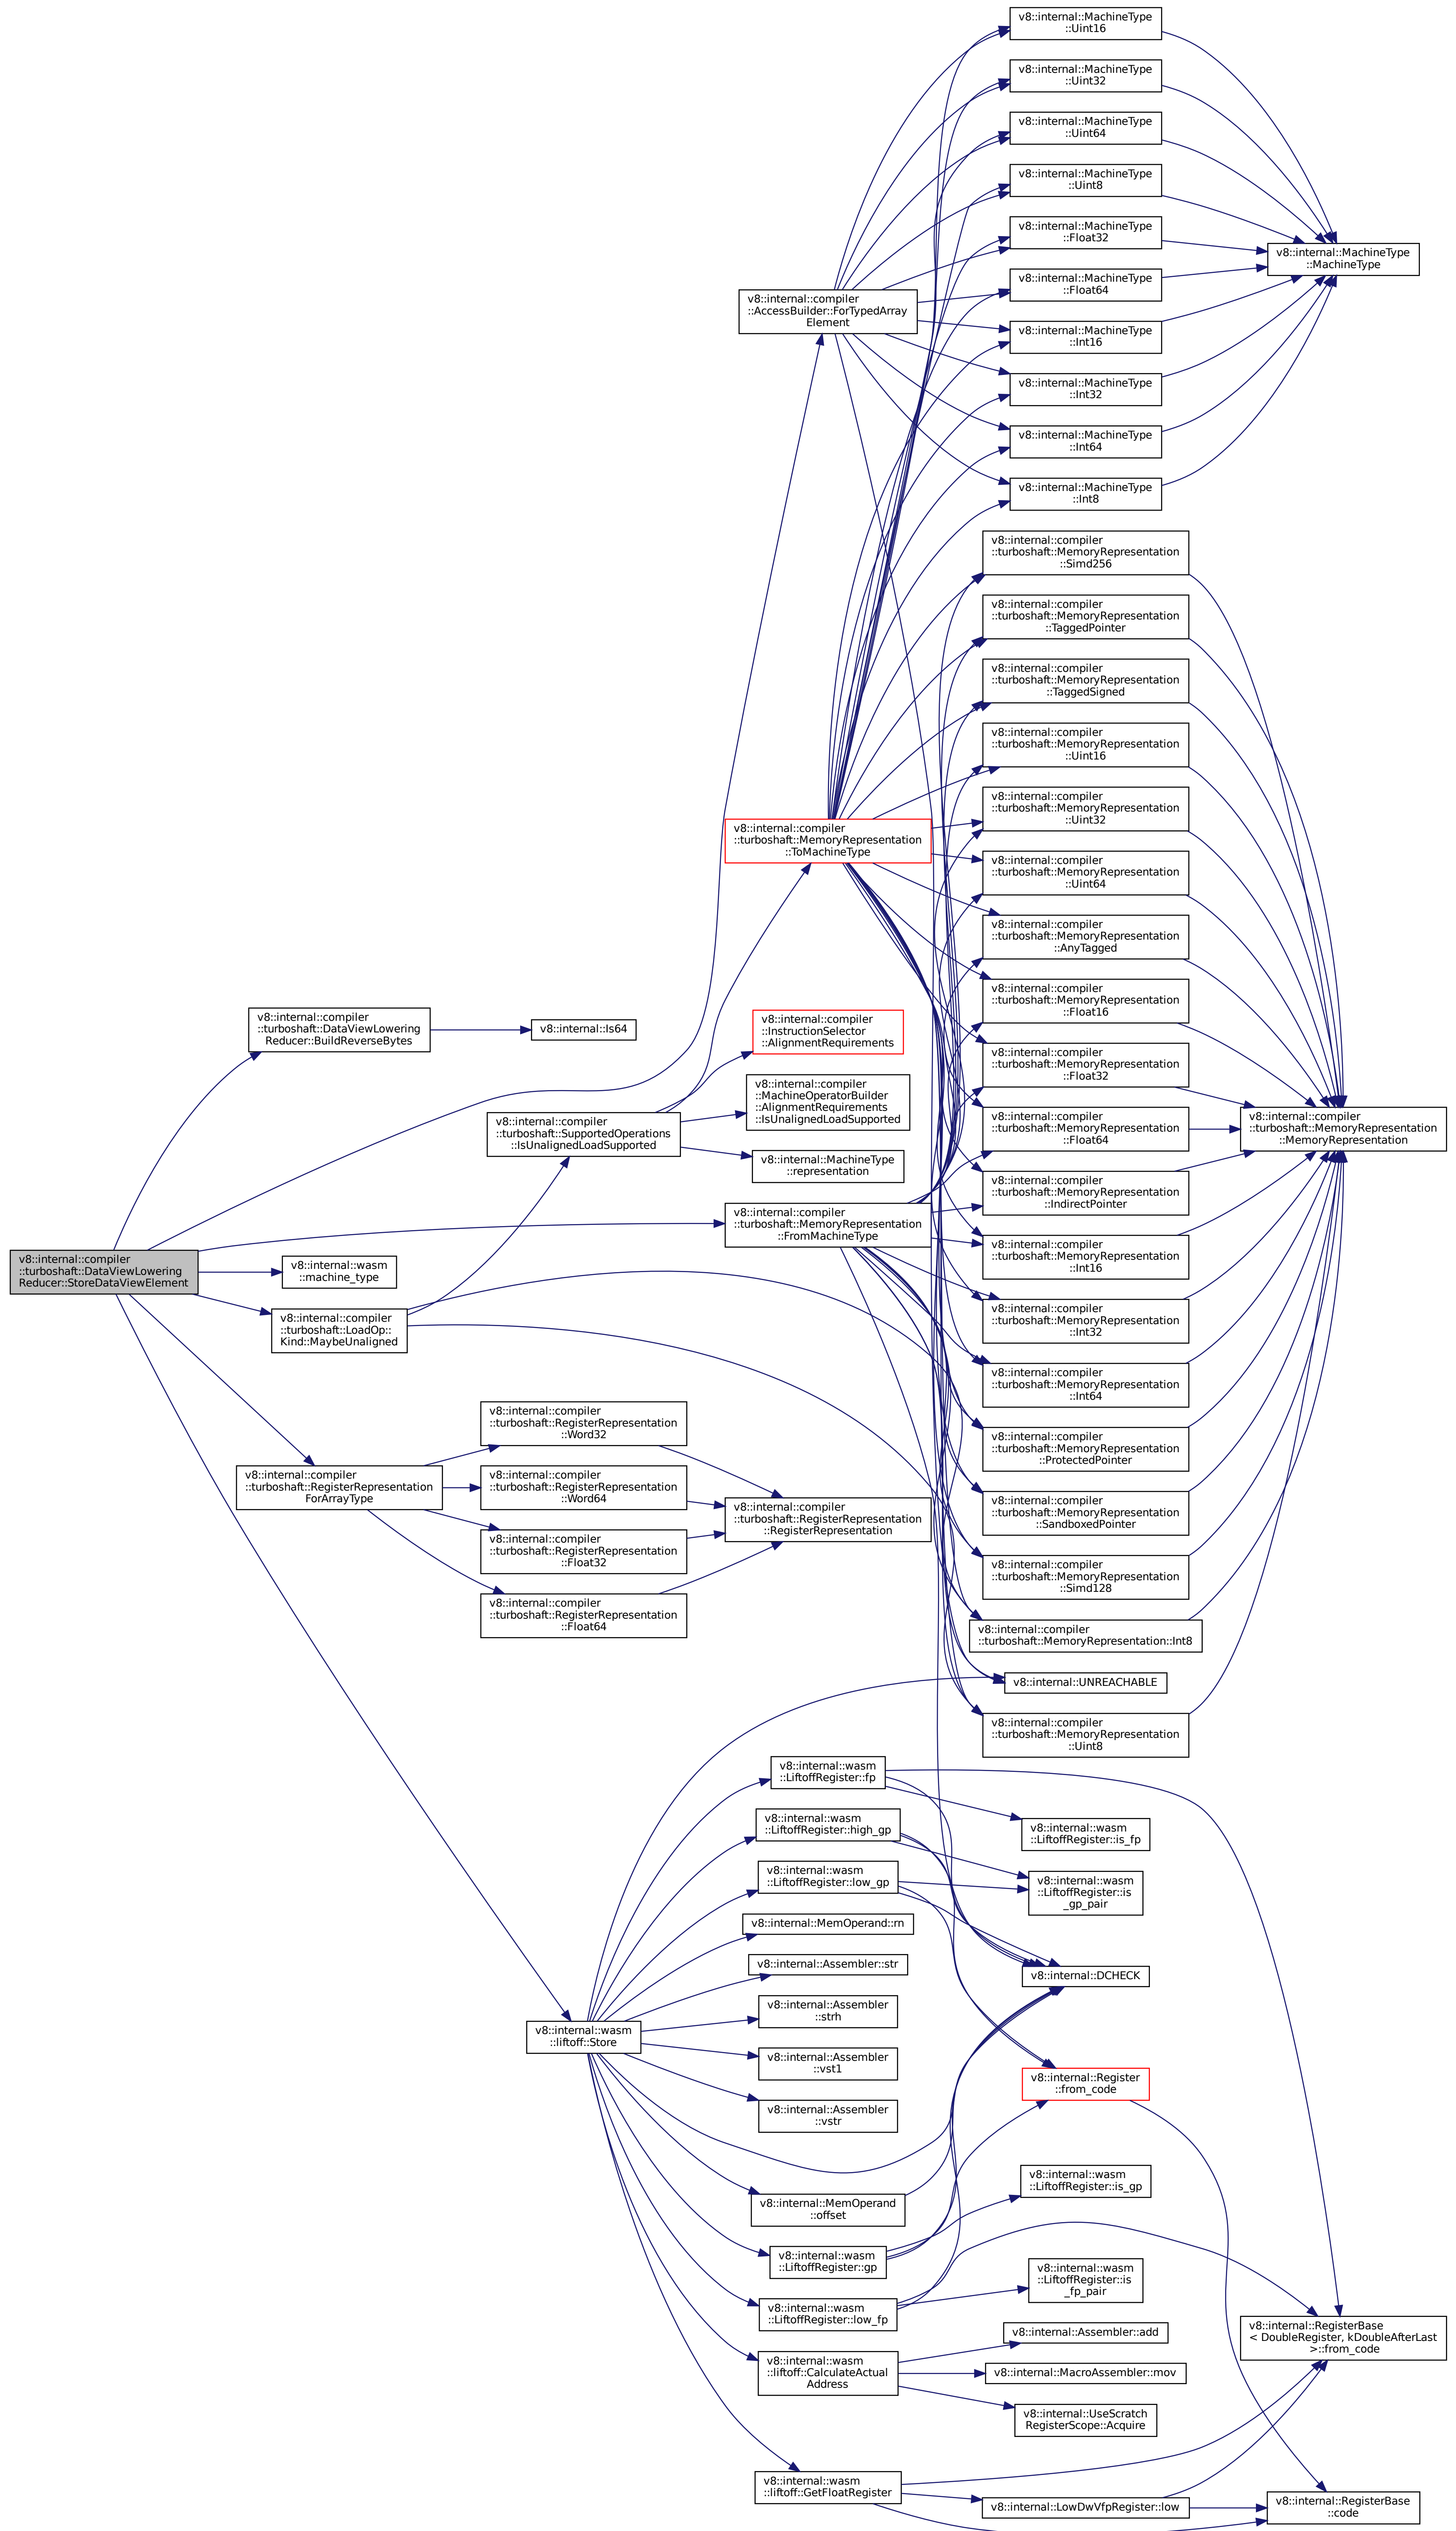 v8::internal::MachineType
::Uint16
v8::internal::MachineType
::Uint32
v8::internal::MachineType
::Uint64
v8::internal::MachineType
::Uint8
v8::internal::MachineType
::Float32
v8::internal::MachineType
::MachineType
v8::internal::MachineType
::Float64
v8::internal::compiler
::AccessBuilder::ForTypedArray
Element
v8::internal::MachineType
::Int16
v8::internal::MachineType
::Int32
v8::internal::MachineType
::Int64
v8::internal::MachineType
::Int8
v8::internal::compiler
::turboshaft::MemoryRepresentation
::Simd256
v8::internal::compiler
::turboshaft::MemoryRepresentation
::TaggedPointer
v8::internal::compiler
::turboshaft::MemoryRepresentation
::TaggedSigned
v8::internal::compiler
::turboshaft::MemoryRepresentation
::Uint16
v8::internal::compiler
::turboshaft::MemoryRepresentation
::Uint32
v8::internal::compiler
::turboshaft::MemoryRepresentation
::ToMachineType
v8::internal::compiler
::turboshaft::MemoryRepresentation
::Uint64
v8::internal::compiler
::turboshaft::MemoryRepresentation
::AnyTagged
v8::internal::compiler
::turboshaft::MemoryRepresentation
::Float16
v8::internal::compiler
::turboshaft::DataViewLowering
Reducer::BuildReverseBytes
v8::internal::Is64
v8::internal::compiler
::InstructionSelector
::AlignmentRequirements
v8::internal::compiler
::turboshaft::MemoryRepresentation
::Float32
v8::internal::compiler
::MachineOperatorBuilder
::AlignmentRequirements
::IsUnalignedLoadSupported
v8::internal::compiler
::turboshaft::SupportedOperations
::IsUnalignedLoadSupported
v8::internal::compiler
::turboshaft::MemoryRepresentation
::Float64
v8::internal::compiler
::turboshaft::MemoryRepresentation
::MemoryRepresentation
v8::internal::MachineType
::representation
v8::internal::compiler
::turboshaft::MemoryRepresentation
::IndirectPointer
v8::internal::compiler
::turboshaft::MemoryRepresentation
::FromMachineType
v8::internal::compiler
::turboshaft::MemoryRepresentation
::Int16
v8::internal::compiler
::turboshaft::DataViewLowering
Reducer::StoreDataViewElement
v8::internal::wasm
::machine_type
v8::internal::compiler
::turboshaft::LoadOp::
Kind::MaybeUnaligned
v8::internal::compiler
::turboshaft::MemoryRepresentation
::Int32
v8::internal::compiler
::turboshaft::MemoryRepresentation
::Int64
v8::internal::compiler
::turboshaft::RegisterRepresentation
::Word32
v8::internal::compiler
::turboshaft::MemoryRepresentation
::ProtectedPointer
v8::internal::compiler
::turboshaft::RegisterRepresentation
ForArrayType
v8::internal::compiler
::turboshaft::RegisterRepresentation
::Word64
v8::internal::compiler
::turboshaft::RegisterRepresentation
::RegisterRepresentation
v8::internal::compiler
::turboshaft::MemoryRepresentation
::SandboxedPointer
v8::internal::compiler
::turboshaft::RegisterRepresentation
::Float32
v8::internal::compiler
::turboshaft::MemoryRepresentation
::Simd128
v8::internal::compiler
::turboshaft::RegisterRepresentation
::Float64
v8::internal::compiler
::turboshaft::MemoryRepresentation::Int8
v8::internal::UNREACHABLE
v8::internal::compiler
::turboshaft::MemoryRepresentation
::Uint8
v8::internal::wasm
::LiftoffRegister::fp
v8::internal::wasm
::LiftoffRegister::high_gp
v8::internal::wasm
::LiftoffRegister::is_fp
v8::internal::wasm
::LiftoffRegister::low_gp
v8::internal::wasm
::LiftoffRegister::is
_gp_pair
v8::internal::MemOperand::rn
v8::internal::Assembler::str
v8::internal::DCHECK
v8::internal::Assembler
::strh
v8::internal::wasm
::liftoff::Store
v8::internal::Assembler
::vst1
v8::internal::Register
::from_code
v8::internal::Assembler
::vstr
v8::internal::wasm
::LiftoffRegister::is_gp
v8::internal::MemOperand
::offset
v8::internal::wasm
::LiftoffRegister::gp
v8::internal::wasm
::LiftoffRegister::is
_fp_pair
v8::internal::wasm
::LiftoffRegister::low_fp
v8::internal::Assembler::add
v8::internal::RegisterBase
< DoubleRegister, kDoubleAfterLast
>::from_code
v8::internal::wasm
::liftoff::CalculateActual
Address
v8::internal::MacroAssembler::mov
v8::internal::UseScratch
RegisterScope::Acquire
v8::internal::wasm
::liftoff::GetFloatRegister
v8::internal::LowDwVfpRegister::low
v8::internal::RegisterBase
::code